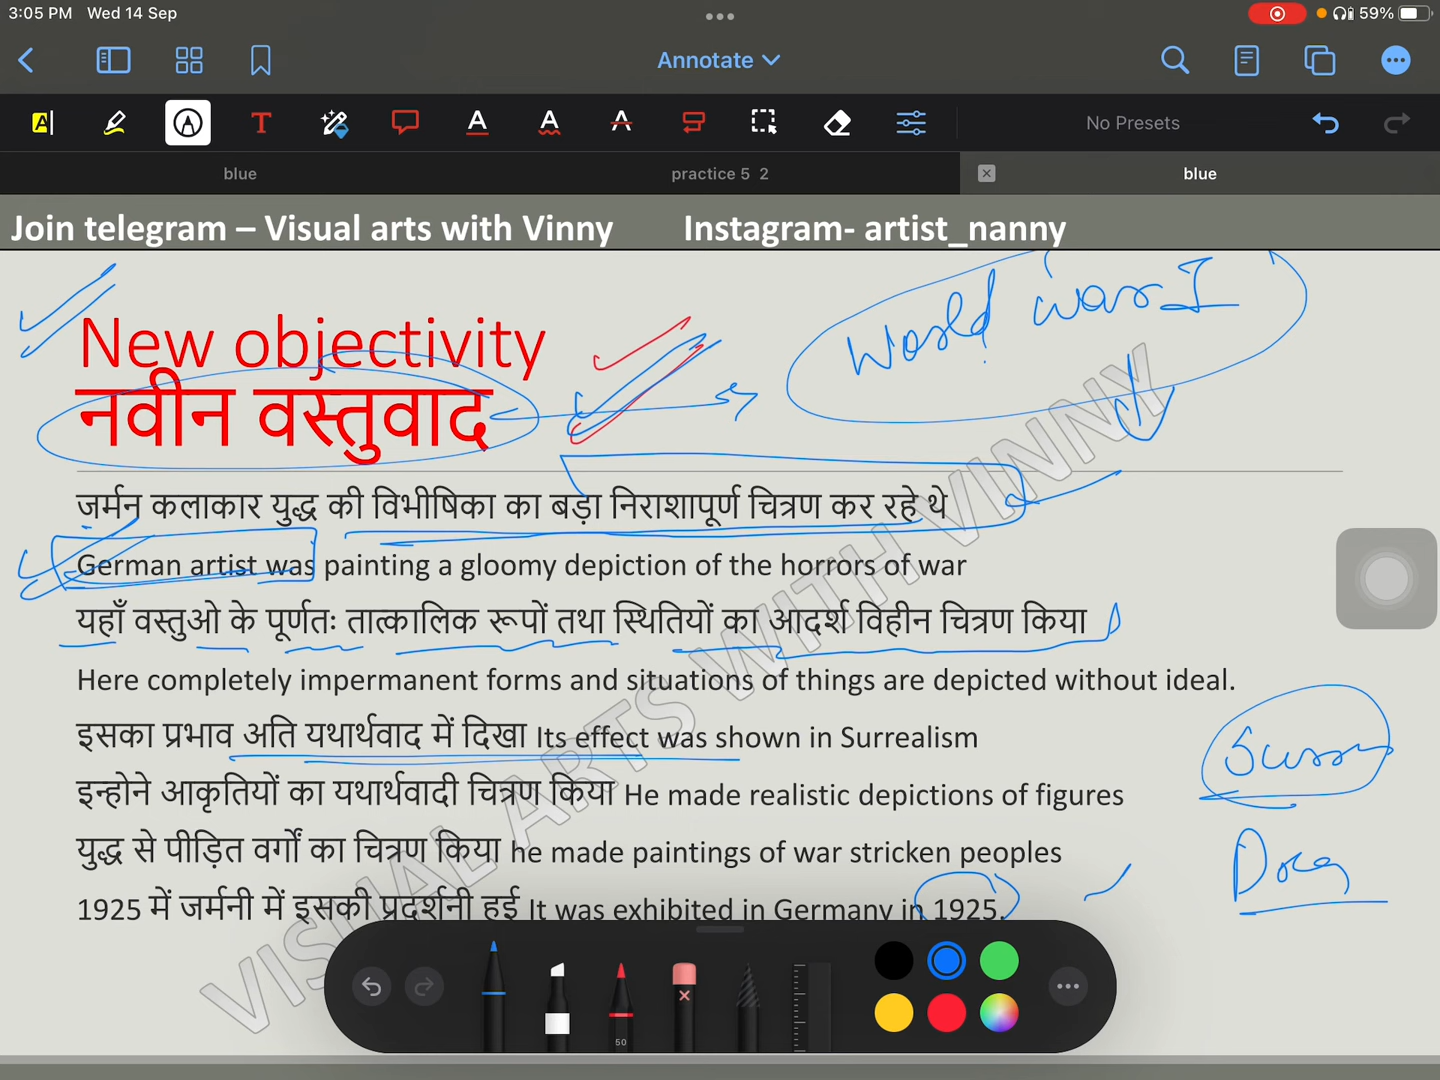 3:05 PM Wed 14 Sep
59%
Annotate
No Presets
blue
practice 5 2
blue
Join telegram – Visual arts with Vinny Instagram- artist_nanny
World War I
New objectivity
नवीन वस्तुवाद
जर्मन कलाकार युद्ध की विभीषिका का बड़ा निराशापूर्ण चित्रण कर रहे थे
German artist was painting a gloomy depiction of the horrors of war
यहाँ वस्तुओ के पूर्णतः तात्कालिक रूपों तथा स्थितियों का आदर्श विहीन चित्रण किया
Here completely impermanent forms and situations of things are depicted without ideal.
इसका प्रभाव अति यथार्थवाद में दिखा Its effect was shown in Surrealism
इन्होने आकृतियों का यथार्थवादी चित्रण किया He made realistic depictions of figures
युद्ध से पीड़ित वर्गों का चित्रण किया he made paintings of war stricken peoples
1925 में जर्मनी में इसकी प्रदर्शनी हुई It was exhibited in Germany in 1925.
VISUAL ARTS WITH VINNY
50